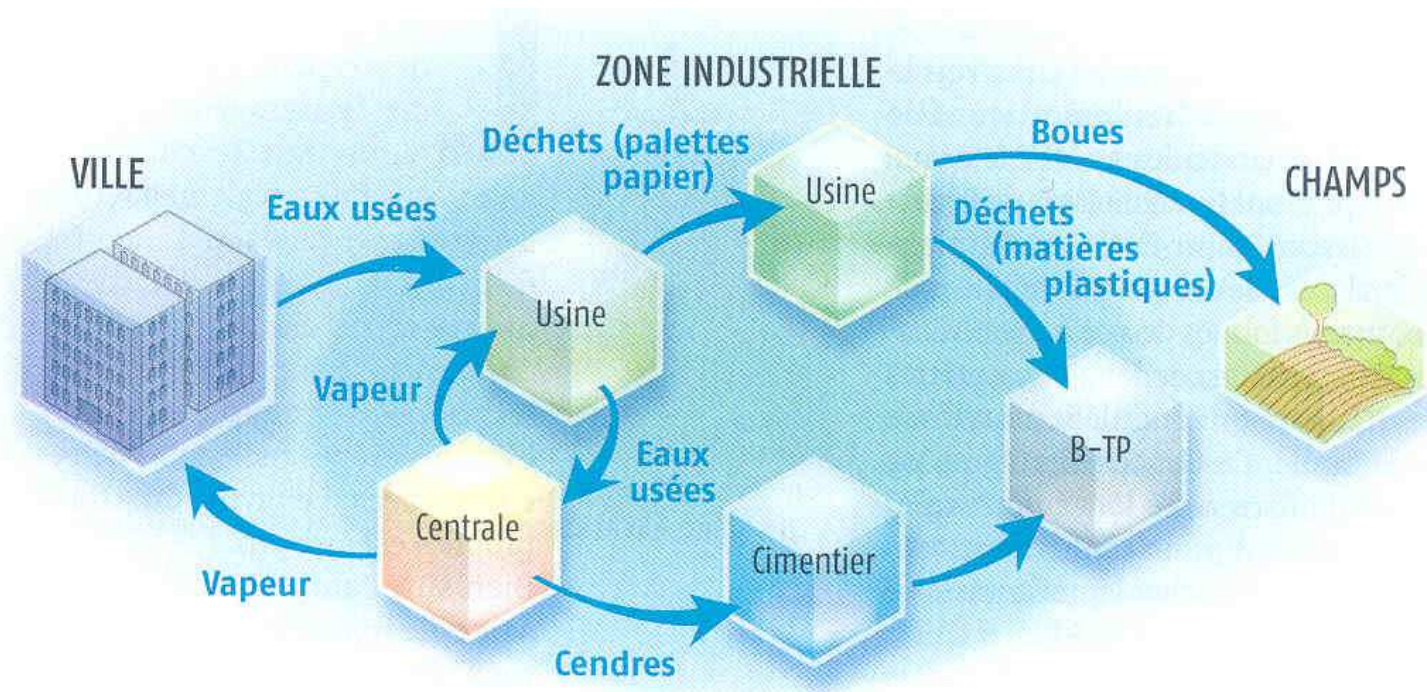 ZONE INDUSTRIELLE
VILLE
Eaux usées
Déchets (palettes
papier)
Usine
Boues
CHAMPS
Déchets
(matières
plastiques)
Usine
Vapeur
Eaux
usées
B-TP
Centrale
Cimentier
Vapeur
Cendres